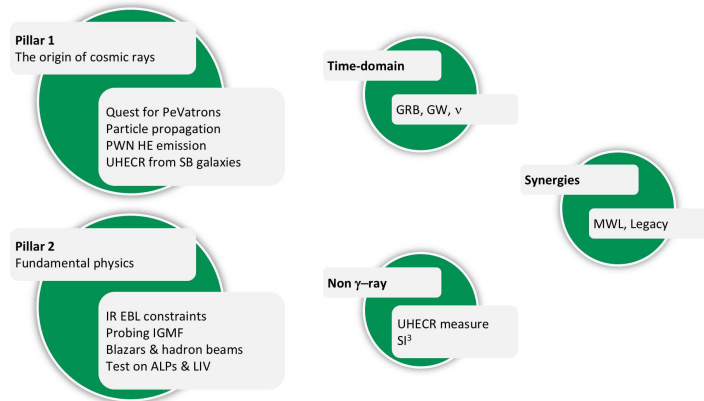 Pillar 1
The origin of cosmic rays
Quest for PeVatrons
Particle propagation
PWN HE emission
UHECR from SB galaxies
Pillar 2
Fundamental physics
IR EBL constraints
Probing IGMF
Blazars & hadron beams
Test on ALPs & LIV
Time-domain
GRB, GW, ν
Non γ–ray
UHECR measure
SI³
Synergies
MWL, Legacy